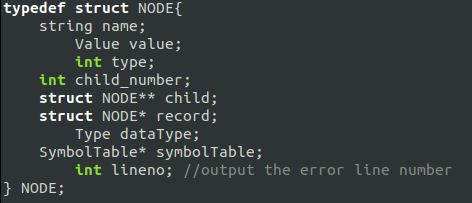 typedef struct NODE{
    string name;
        Value value;
        int type;
    int child_number;
    struct NODE** child;
    struct NODE* record;
        Type dataType;
    SymbolTable* symbolTable;
        int lineno; //output the error line number
} NODE;